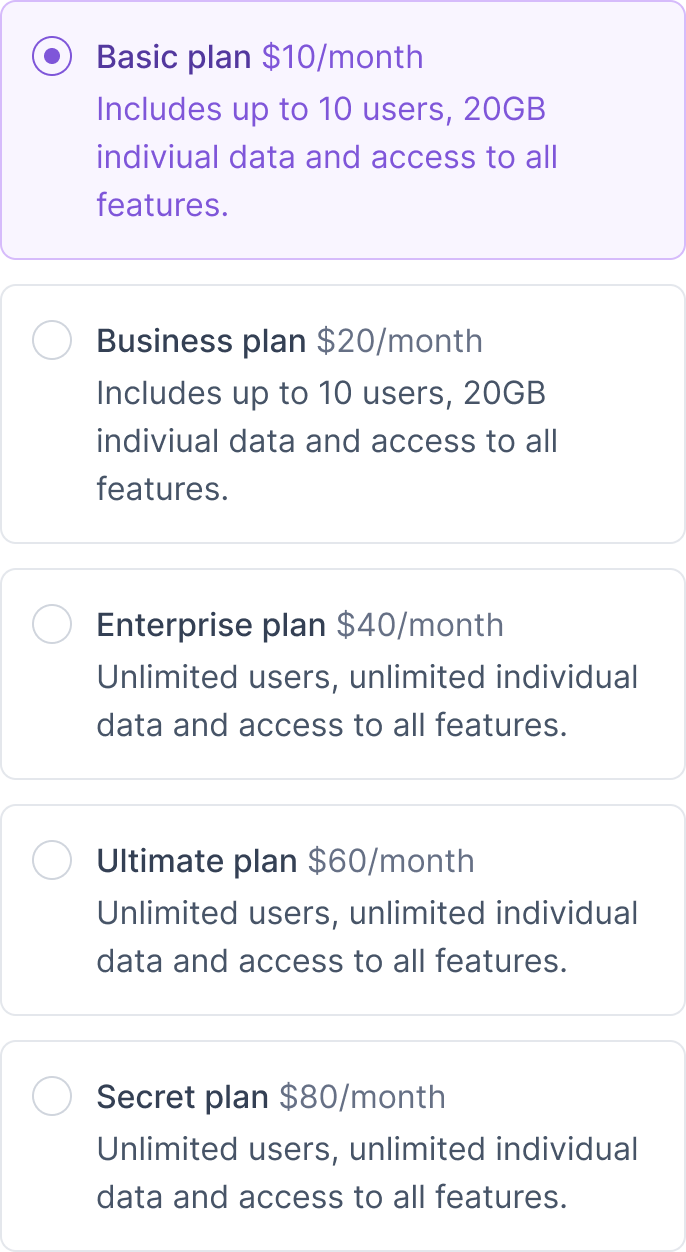 Basic plan $10/month
Includes up to 10 users, 20GB
indiviual data and access to all
features.
Business plan $20/month
Includes up to 10 users, 20GB
indiviual data and access to all
features.
Enterprise plan $40/month
Unlimited users, unlimited individual
data and access to all features.
Ultimate plan $60/month
Unlimited users, unlimited individual
data and access to all features.
Secret plan $80/month
Unlimited users, unlimited individual
data and access to all features.